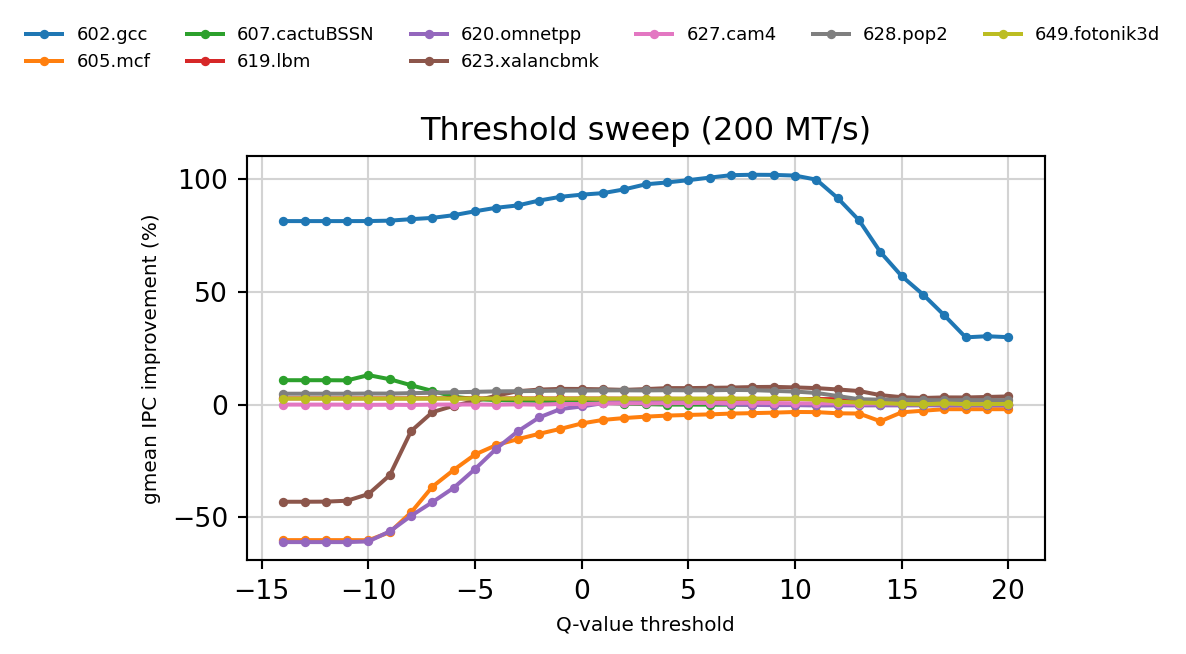 602.gcc 607.cactuBSSN 620.omnetpp 627.cam4 628.pop2 649.fotonik3d
605.mcf 619.lbm 623.xalancbmk
Threshold sweep (200 MT/s)
gmean IPC improvement (%)
100
50
0
−50
−15 −10 −5 0 5 10 15 20
Q-value threshold